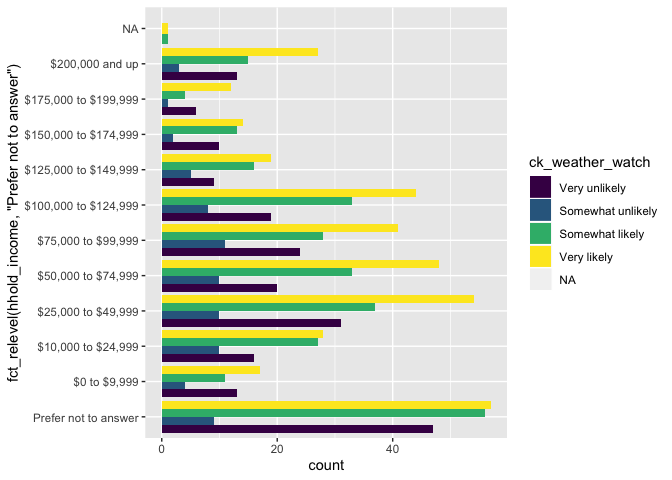 fct_relevel(hhold_income, "Prefer not to answer")
NA
$200,000 and up
$175,000 to $199,999
$150,000 to $174,999
$125,000 to $149,999
$100,000 to $124,999
$75,000 to $99,999
$50,000 to $74,999
$25,000 to $49,999
$10,000 to $24,999
$0 to $9,999
Prefer not to answer
0
20
40
count
ck_weather_watch
Very unlikely
Somewhat unlikely
Somewhat likely
Very likely
NA